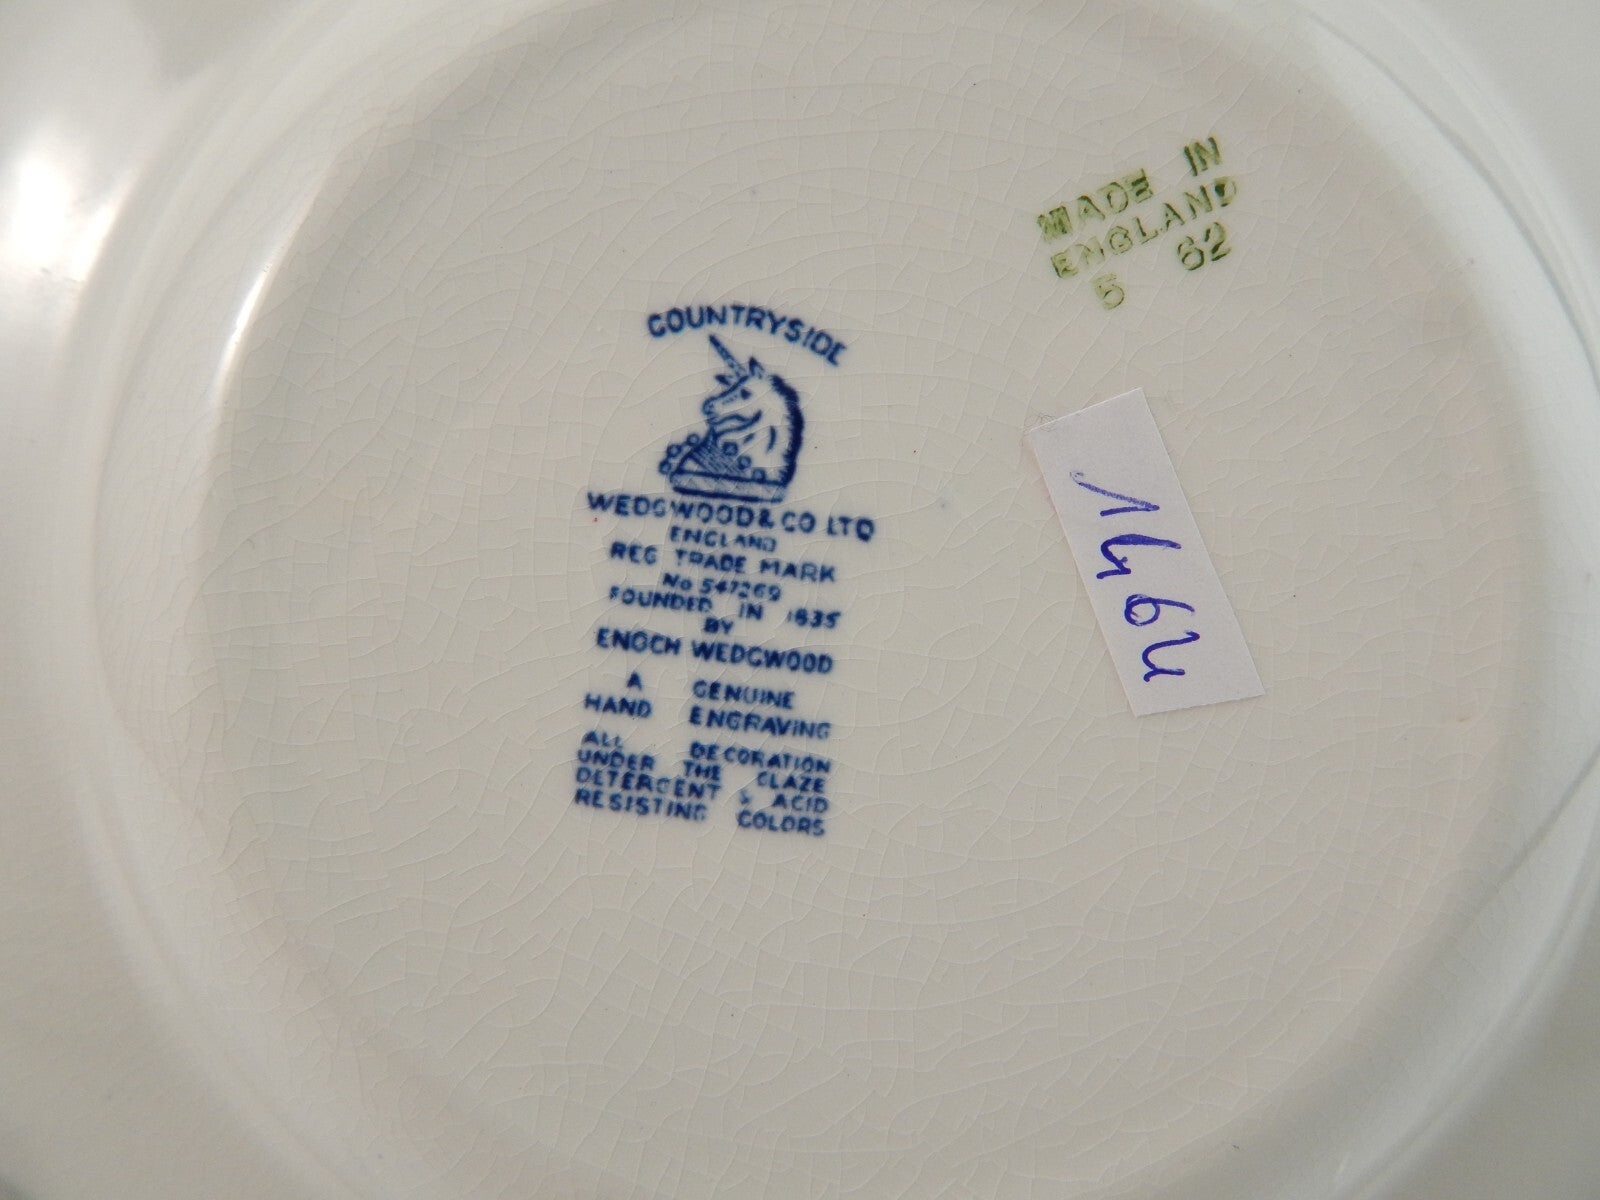 COUNTRYSIDE
WEDGWOOD & CO LTD
ENGLAND
REG TRADE MARK
No 547269
FOUNDED IN 1835
BY
ENOCH WEDGWOOD
A GENUINE
HAND ENGRAVING
ALL DECORATION
UNDER THE GLAZE
DETERGENT & ACID
RESISTING COLORS
MADE IN
ENGLAND
5 62